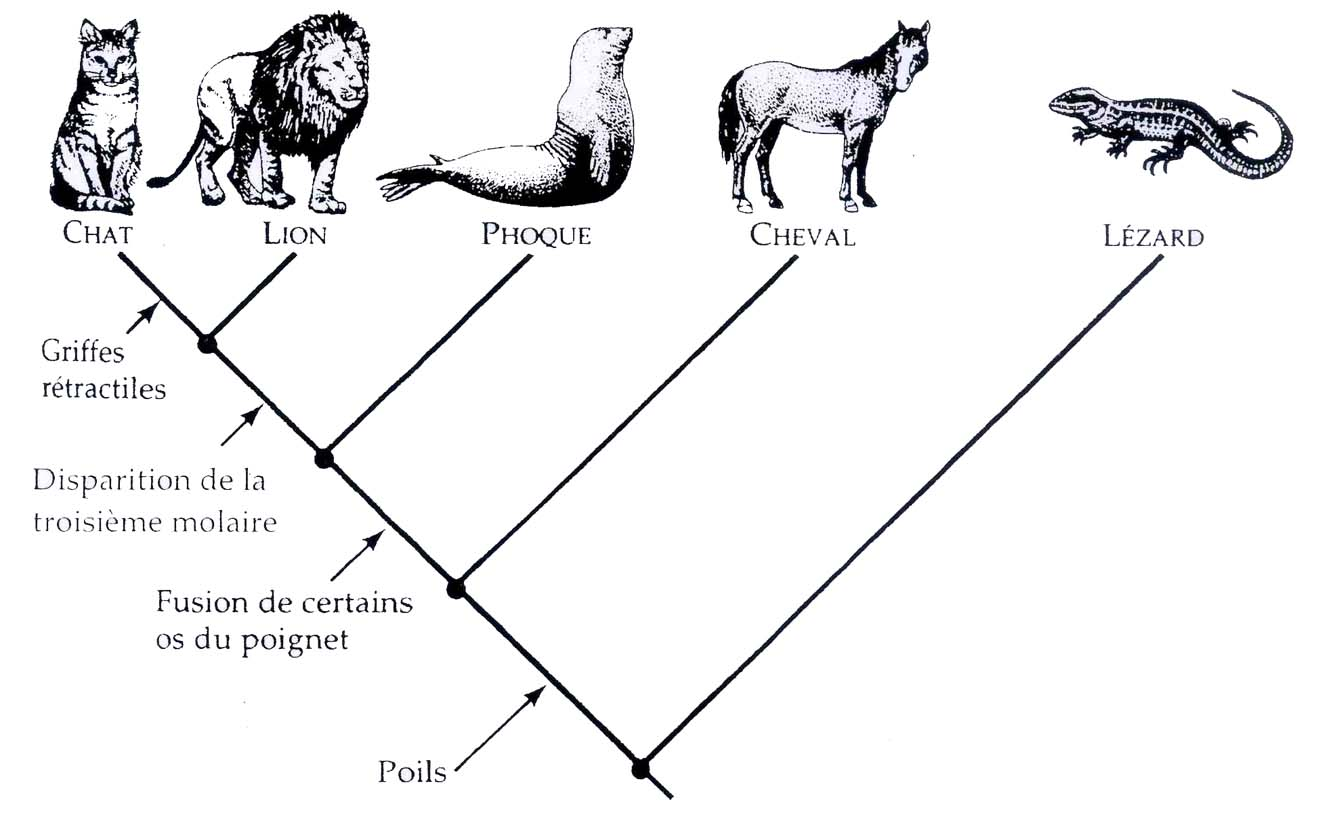 CHAT
LION
PHOQUE
CHEVAL
LÉZARD
Griffes
rétractiles
Disparition de la
troisième molaire
Fusion de certains
os du poignet
Poils